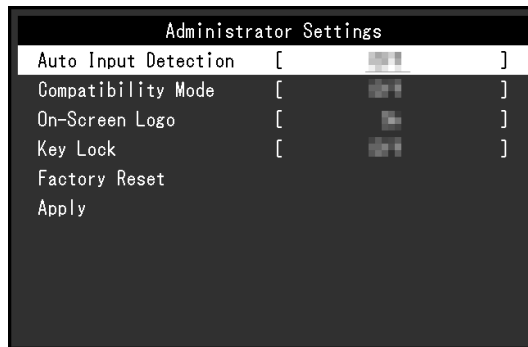 Administrator Settings
Auto Input Detection [ ]
Compatibility Mode [ ]
On-Screen Logo [ ]
Key Lock [ ]
Factory Reset
Apply